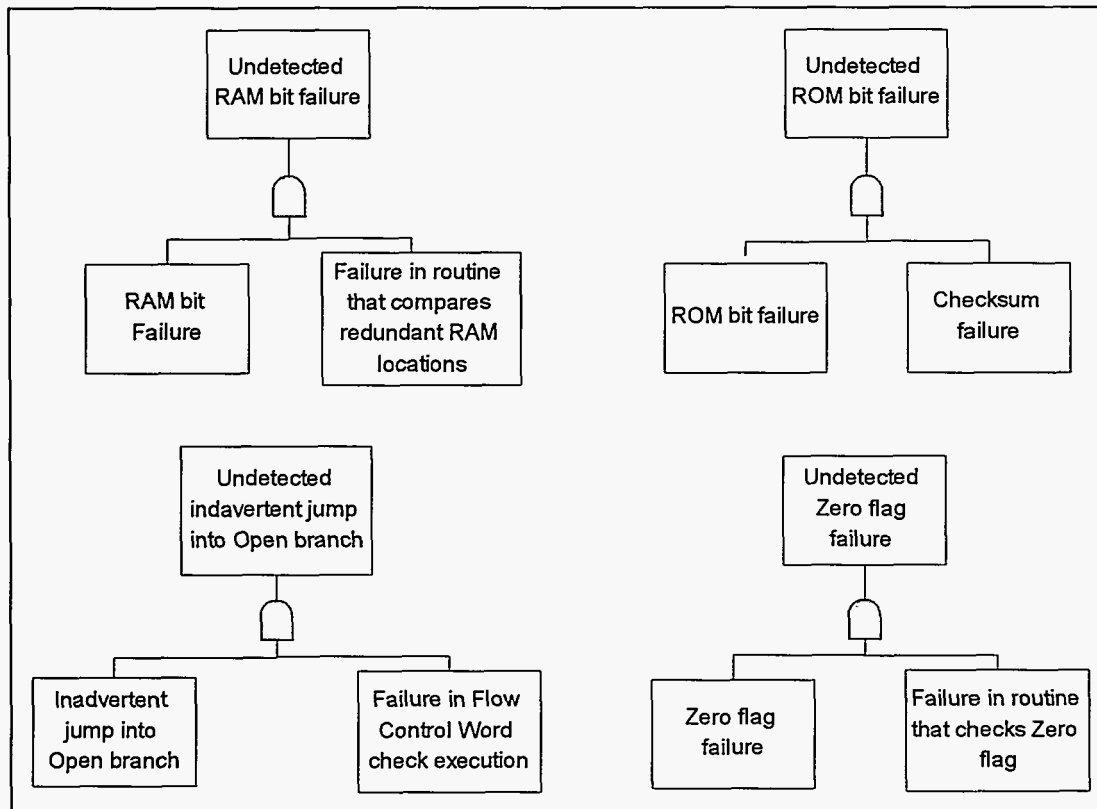 Undetected
RAM bit failure
Undetected
ROM bit failure
RAM bit
Failure
Failure in routine
that compares
redundant RAM
locations
ROM bit failure
Checksum
failure
Undetected
indavertent jump
into Open branch
Undetected
Zero flag
failure
Inadvertent
jump into
Open branch
Failure in Flow
Control Word
check execution
Zero flag
failure
Failure in routine
that checks Zero
flag